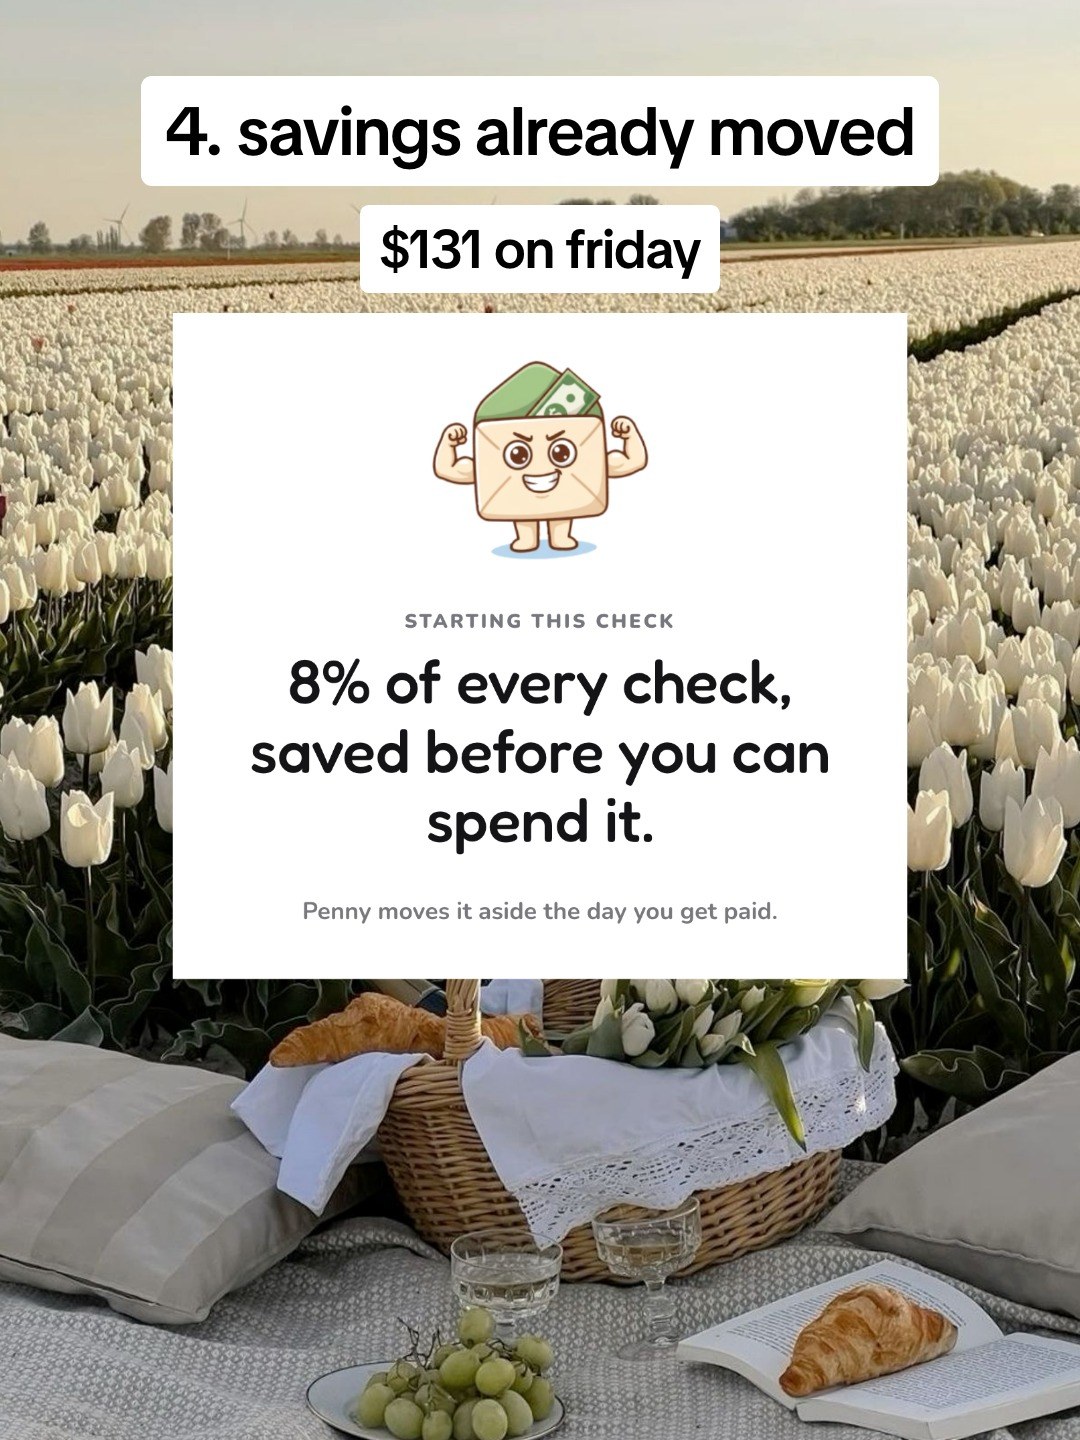 4. savings already moved
$131 on friday
STARTING THIS CHECK
8% of every check,
saved before you can
spend it.
Penny moves it aside the day you get paid.